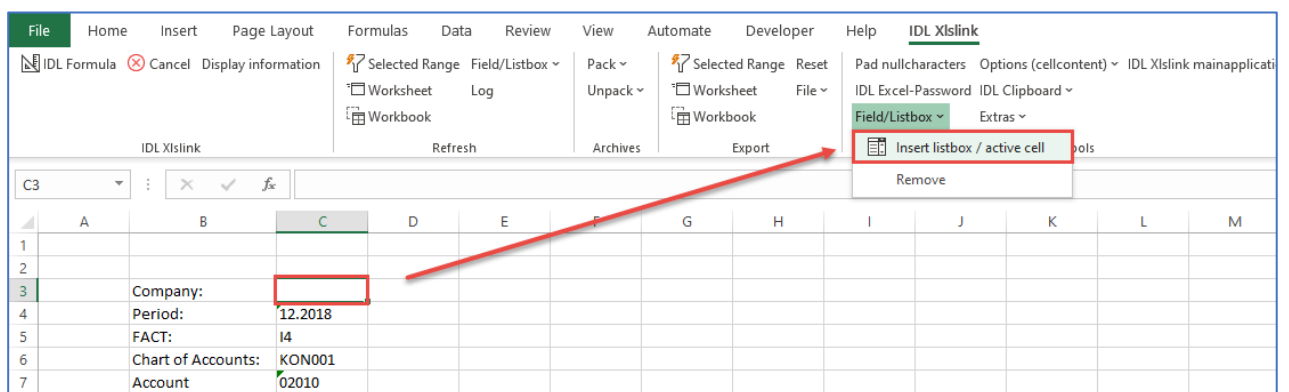 File Home Insert Page Layout Formulas Data Review View Automate Developer Help IDL Xlslink
IDL Formula Cancel Display information Selected Range Field/Listbox Pack Selected Range Reset Pad nullcharacters Options (cellcontent) IDL Xlslink mainapplicati
Worksheet Log Unpack Worksheet File IDL Excel-Password IDL Clipboard
Workbook Workbook Field/Listbox Extras
IDL Xlslink Refresh Archives Export Insert listbox / active cell ools
C3 fx Remove
A B C D E F G H I J K L M
1
2
3 Company:
4 Period: 12.2018
5 FACT: I4
6 Chart of Accounts: KON001
7 Account 02010